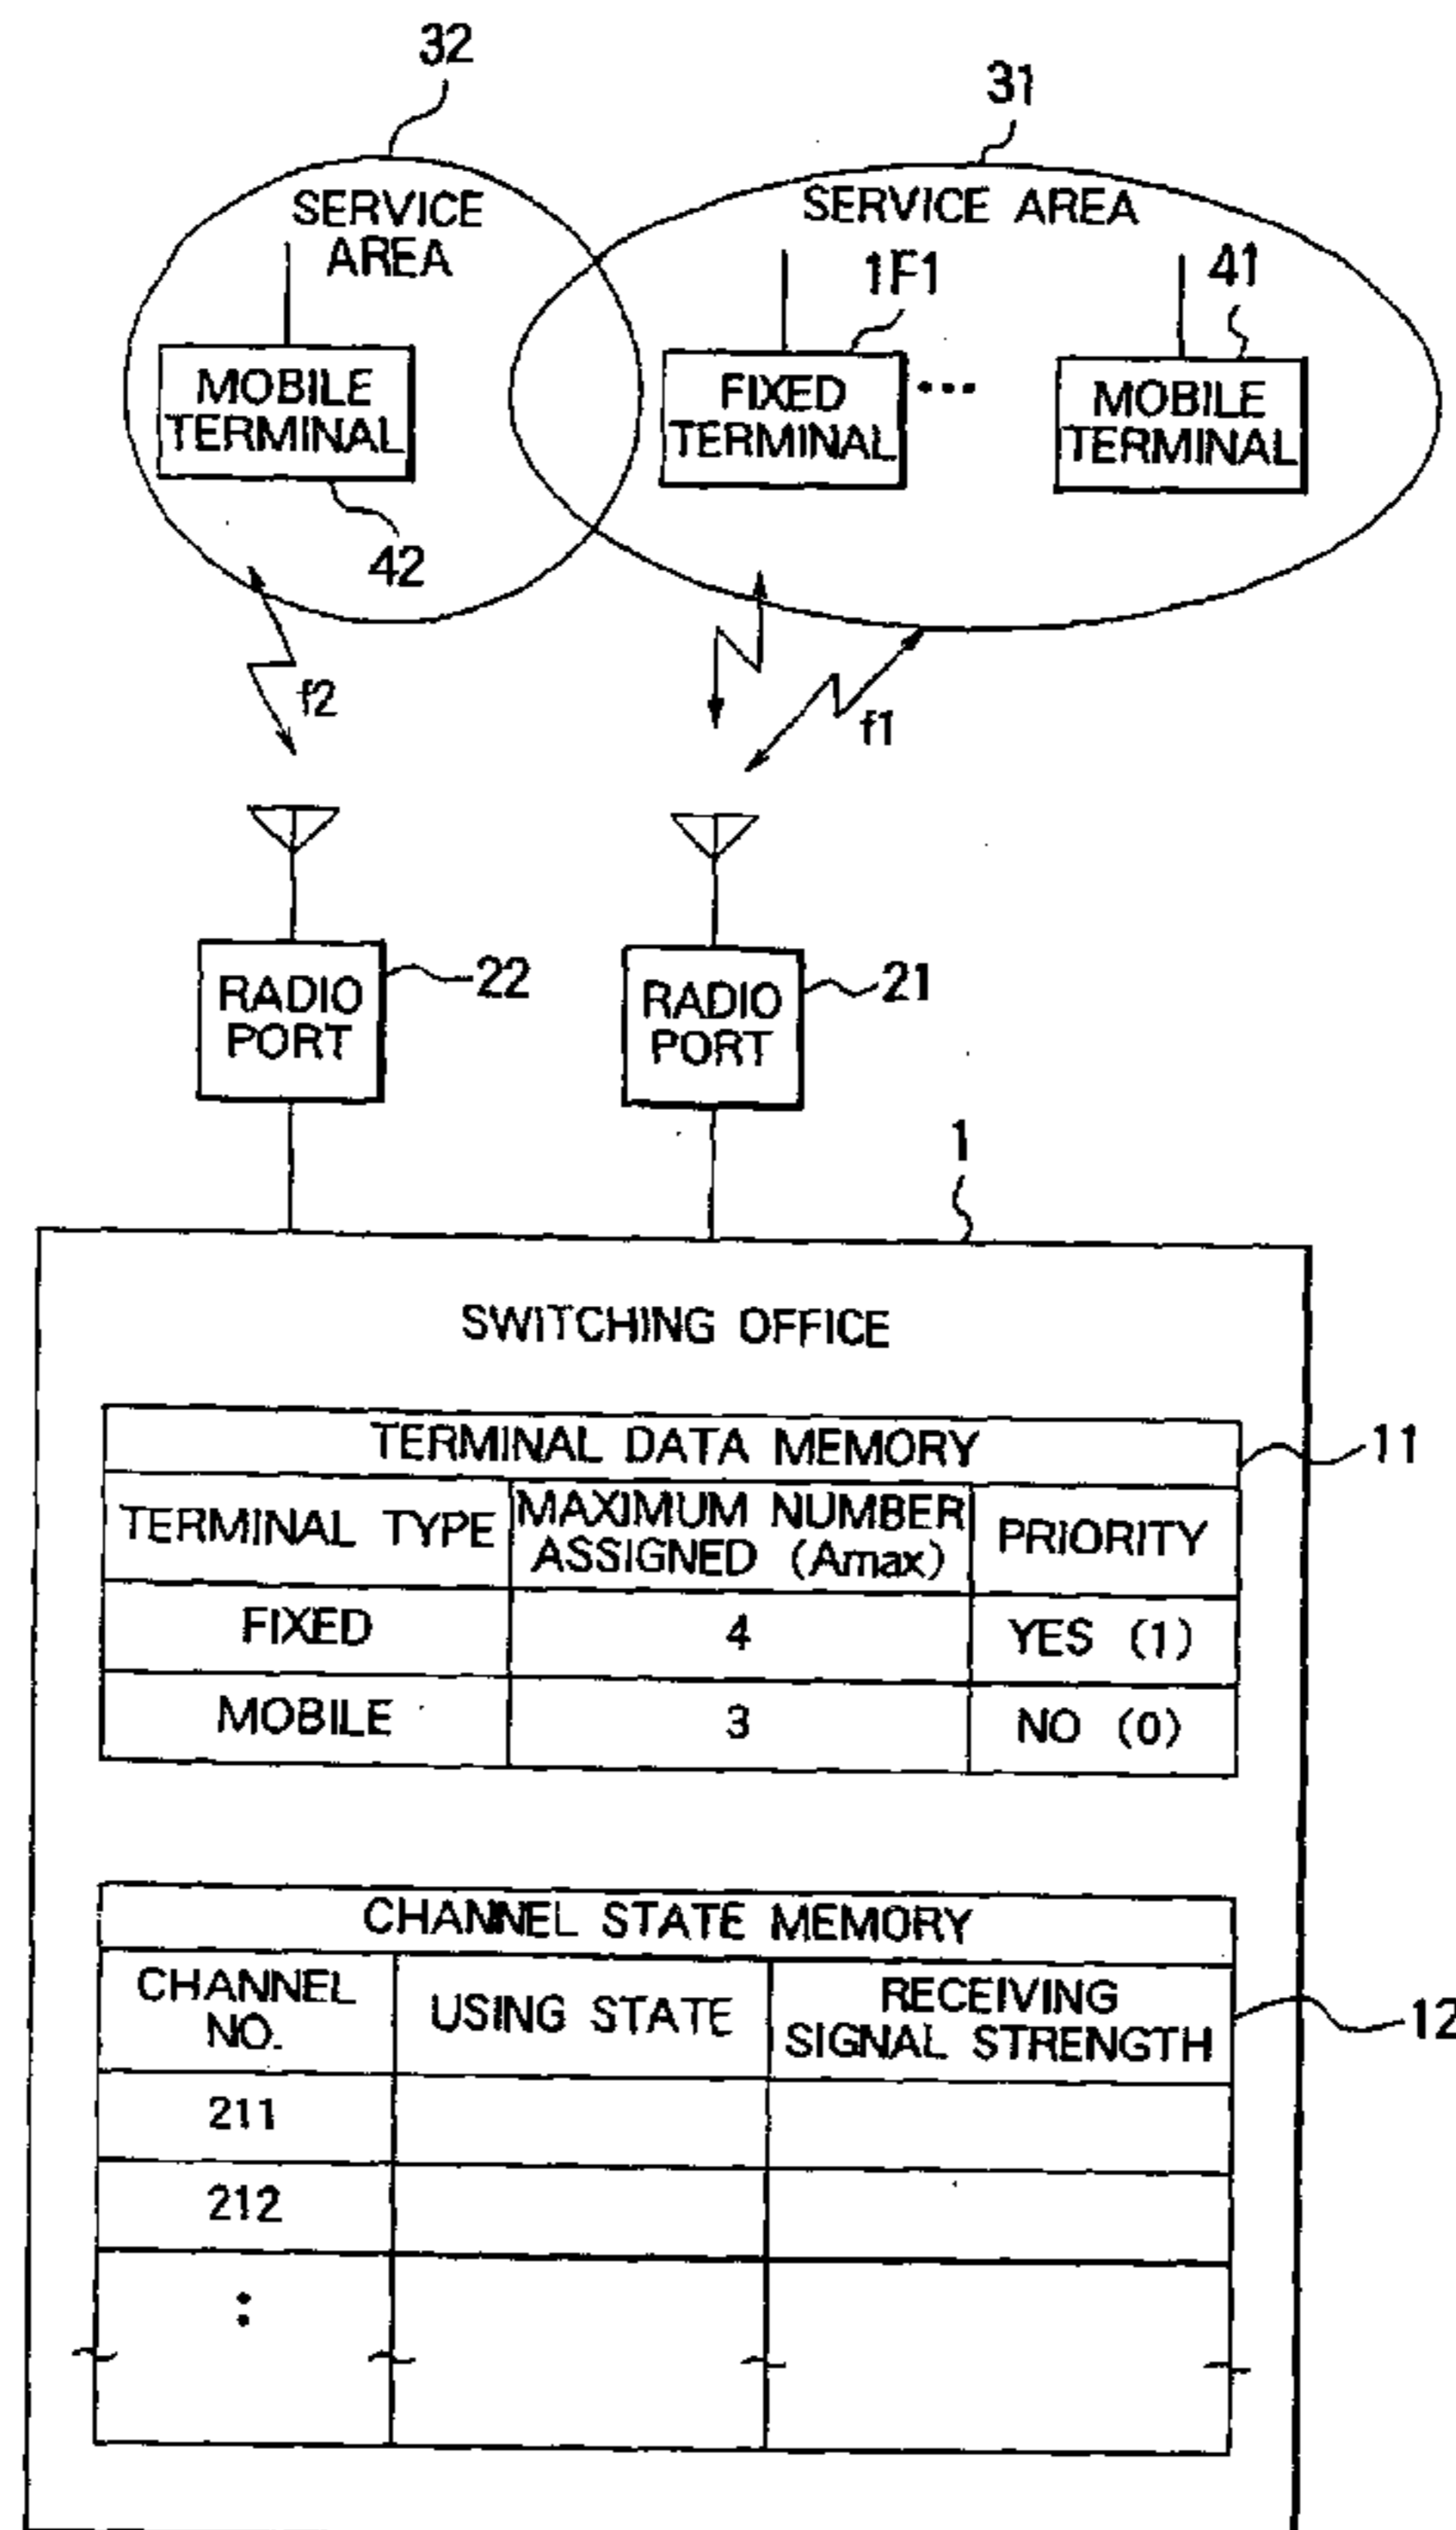 32
31
SERVICE
AREA
SERVICE AREA
1F1
41
MOBILE
TERMINAL
FIXED
TERMINAL
...
MOBILE
TERMINAL
42
f2
f1
RADIO
PORT
22
RADIO
PORT
21
1
SWITCHING OFFICE
TERMINAL DATA MEMORY
11
TERMINAL TYPE
MAXIMUM NUMBER
ASSIGNED (Amax)
PRIORITY
FIXED
4
YES (1)
MOBILE
3
NO (0)
CHANNEL STATE MEMORY
CHANNEL
NO.
USING STATE
RECEIVING
SIGNAL STRENGTH
12
211
212
: